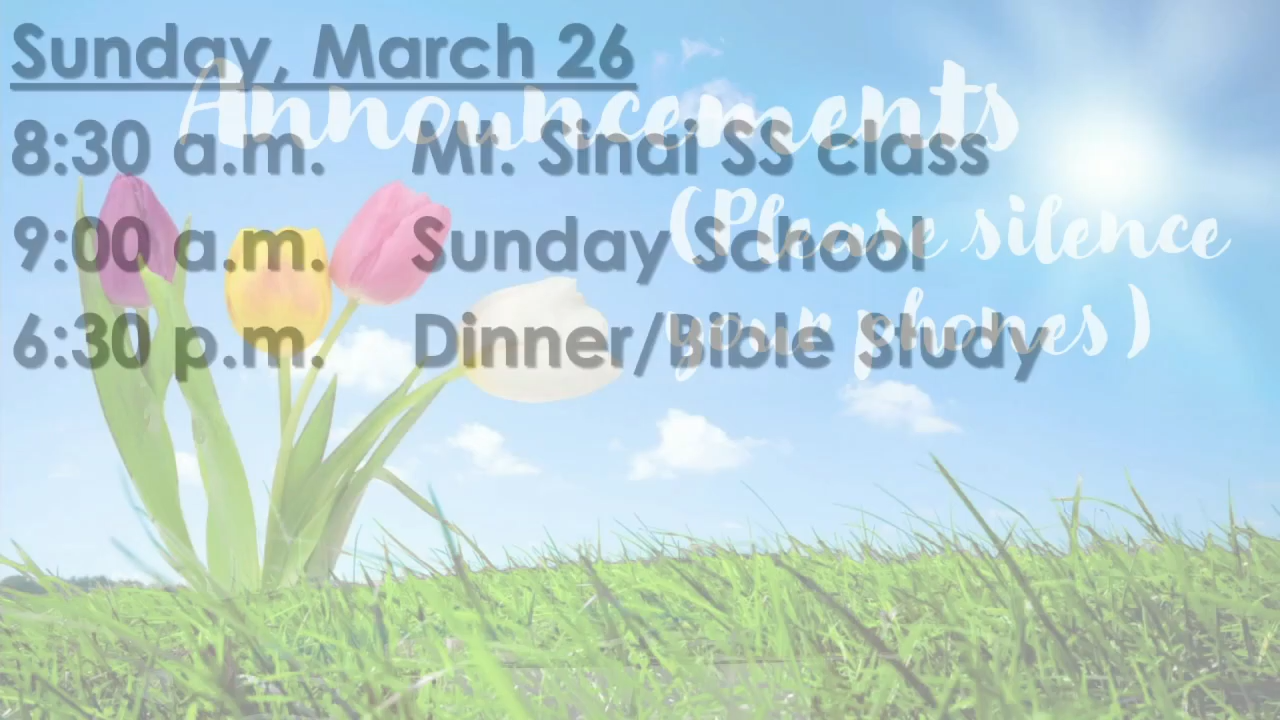 Sunday, March 26
8:30 a.m. Mt. Sinai SS class
9:00 a.m. Sunday School
6:30 p.m. Dinner/Bible Study
Announcements
(Please silence
your phones)